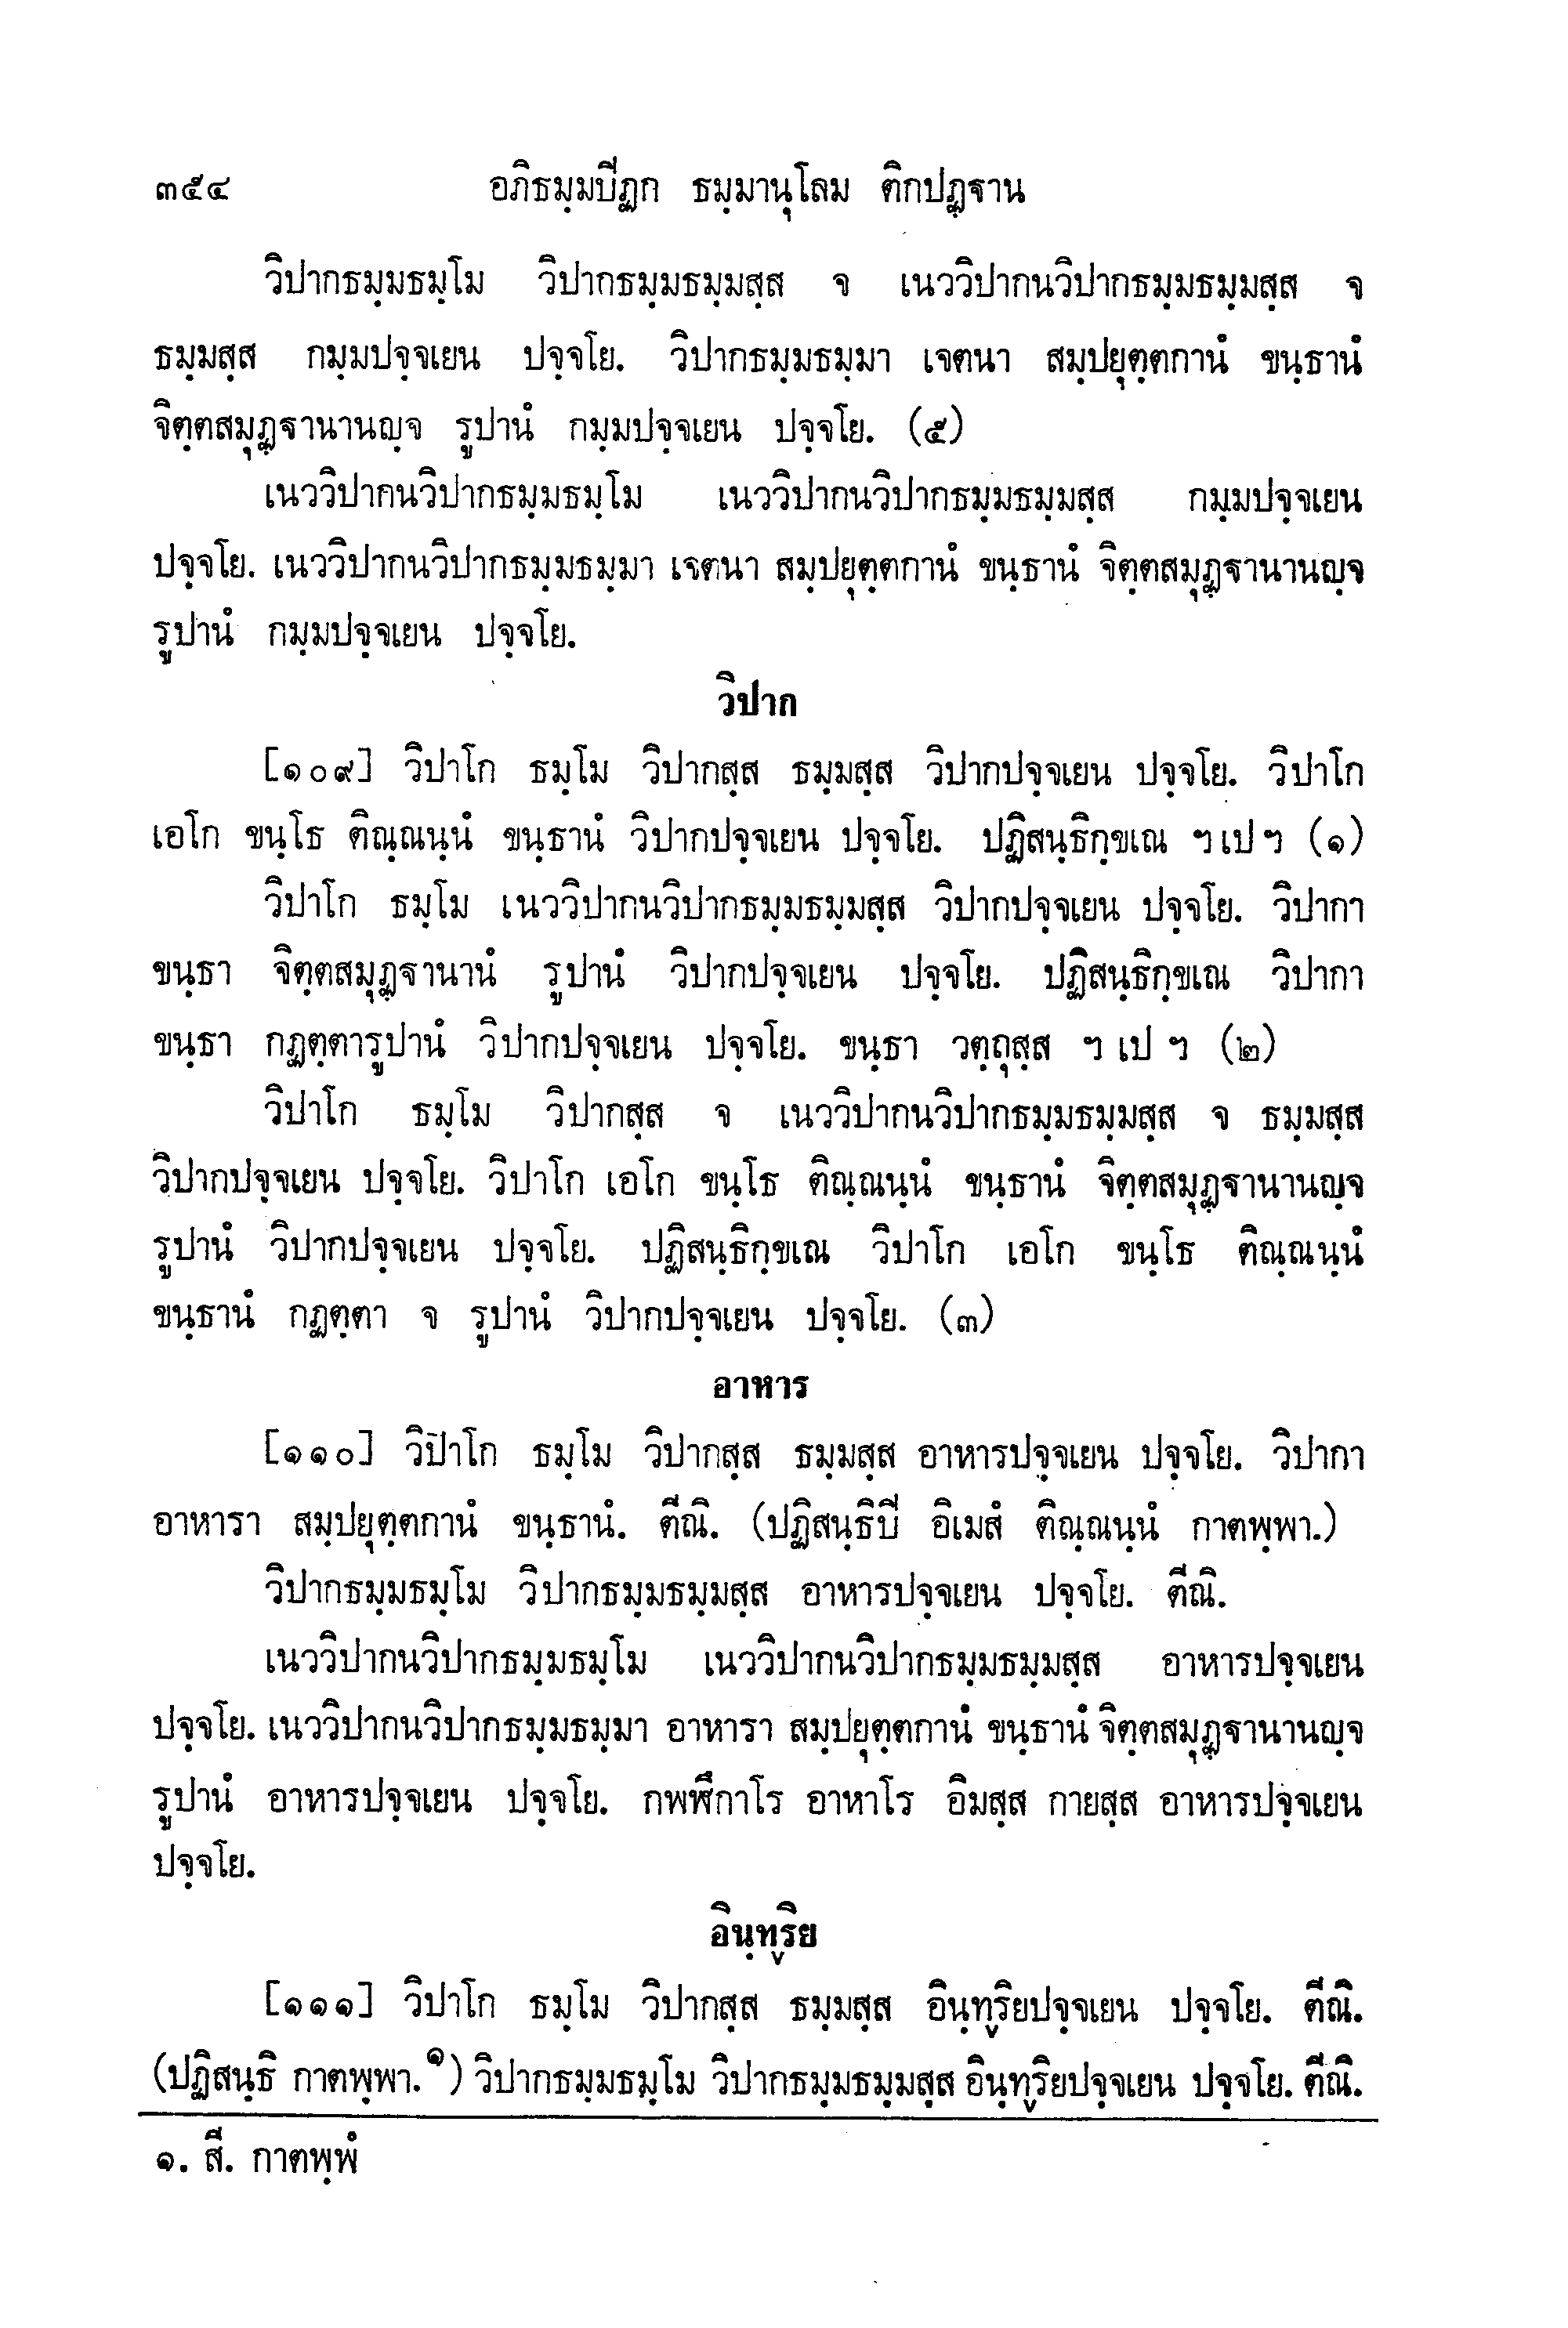 ๓๕๔ อภิธมฺมปีฏก ธมฺมานุโลม ติกปฏฺฐาน
วิปากธมฺมธมฺโม วิปากธมฺมธมฺมสฺส จ เนววิปากนวิปากธมฺมธมฺมสฺส จ
ธมฺมสฺส กมฺมปจฺจเยน ปจฺจโย. วิปากธมฺมธมฺมา เจตนา สมฺปยุตฺตกานํ ขนฺธานํ
จิตฺตสมุฏฺฐานานญฺจ รูปานํ กมฺมปจฺจเยน ปจฺจโย. (๕)
เนววิปากนวิปากธมฺมธมฺโม เนววิปากนวิปากธมฺมธมฺมสฺส กมฺมปจฺจเยน
ปจฺจโย. เนววิปากนวิปากธมฺมธมฺมา เจตนา สมฺปยุตฺตกานํ ขนฺธานํ จิตฺตสมุฏฺฐานานญฺจ
รูปานํ กมฺมปจฺจเยน ปจฺจโย.
วิปาก
[๑๐๙] วิปาโก ธมฺโม วิปากสฺส ธมฺมสฺส วิปากปจฺจเยน ปจฺจโย. วิปาโก
เอโก ขนฺโธ ติณฺณนฺนํ ขนฺธานํ วิปากปจฺจเยน ปจฺจโย. ปฏิสนฺธิกฺขเณ ฯ เป ฯ (๑)
วิปาโก ธมฺโม เนววิปากนวิปากธมฺมธมฺมสฺส วิปากปจฺจเยน ปจฺจโย. วิปากา
ขนฺธา จิตฺตสมุฏฺฐานานํ รูปานํ วิปากปจฺจเยน ปจฺจโย. ปฏิสนฺธิกฺขเณ วิปากา
ขนฺธา กฏตฺตารูปานํ วิปากปจฺจเยน ปจฺจโย. ขนฺธา วตฺถุสฺส ฯ เป ฯ (๒)
วิปาโก ธมฺโม วิปากสฺส จ เนววิปากนวิปากธมฺมธมฺมสฺส จ ธมฺมสฺส
วิปากปจฺจเยน ปจฺจโย. วิปาโก เอโก ขนฺโธ ติณฺณนฺนํ ขนฺธานํ จิตฺตสมุฏฺฐานานญฺจ
รูปานํ วิปากปจฺจเยน ปจฺจโย. ปฏิสนฺธิกฺขเณ วิปาโก เอโก ขนฺโธ ติณฺณนฺนํ
ขนฺธานํ กฏตฺตา จ รูปานํ วิปากปจฺจเยน ปจฺจโย. (๓)
อาหาร
[๑๑๐] วิปาโก ธมฺโม วิปากสฺส ธมฺมสฺส อาหารปจฺจเยน ปจฺจโย. วิปากา
อาหารา สมฺปยุตฺตกานํ ขนฺธานํ. ตีณิ. (ปฏิสนฺธิปี อิเมสํ ติณฺณนฺนํ กาตพฺพา.)
วิปากธมฺมธมฺโม วิปากธมฺมธมฺมสฺส อาหารปจฺจเยน ปจฺจโย. ตีณิ.
เนววิปากนวิปากธมฺมธมฺโม เนววิปากนวิปากธมฺมธมฺมสฺส อาหารปจฺจเยน
ปจฺจโย. เนววิปากนวิปากธมฺมธมฺมา อาหารา สมฺปยุตฺตกานํ ขนฺธานํ จิตฺตสมุฏฺฐานานญฺจ
รูปานํ อาหารปจฺจเยน ปจฺจโย. กพฬีกาโร อาหาโร อิมสฺส กายสฺส อาหารปจฺจเยน
ปจฺจโย.
อินฺทฺริย
[๑๑๑] วิปาโก ธมฺโม วิปากสฺส ธมฺมสฺส อินฺทฺริยปจฺจเยน ปจฺจโย. ตีณิ.
(ปฏิสนฺธิ กาตพฺพา.๑) วิปากธมฺมธมฺโม วิปากธมฺมธมฺมสฺส อินฺทฺริยปจฺจเยน ปจฺจโย. ตีณิ.
๑. สี. กาตพฺพํ